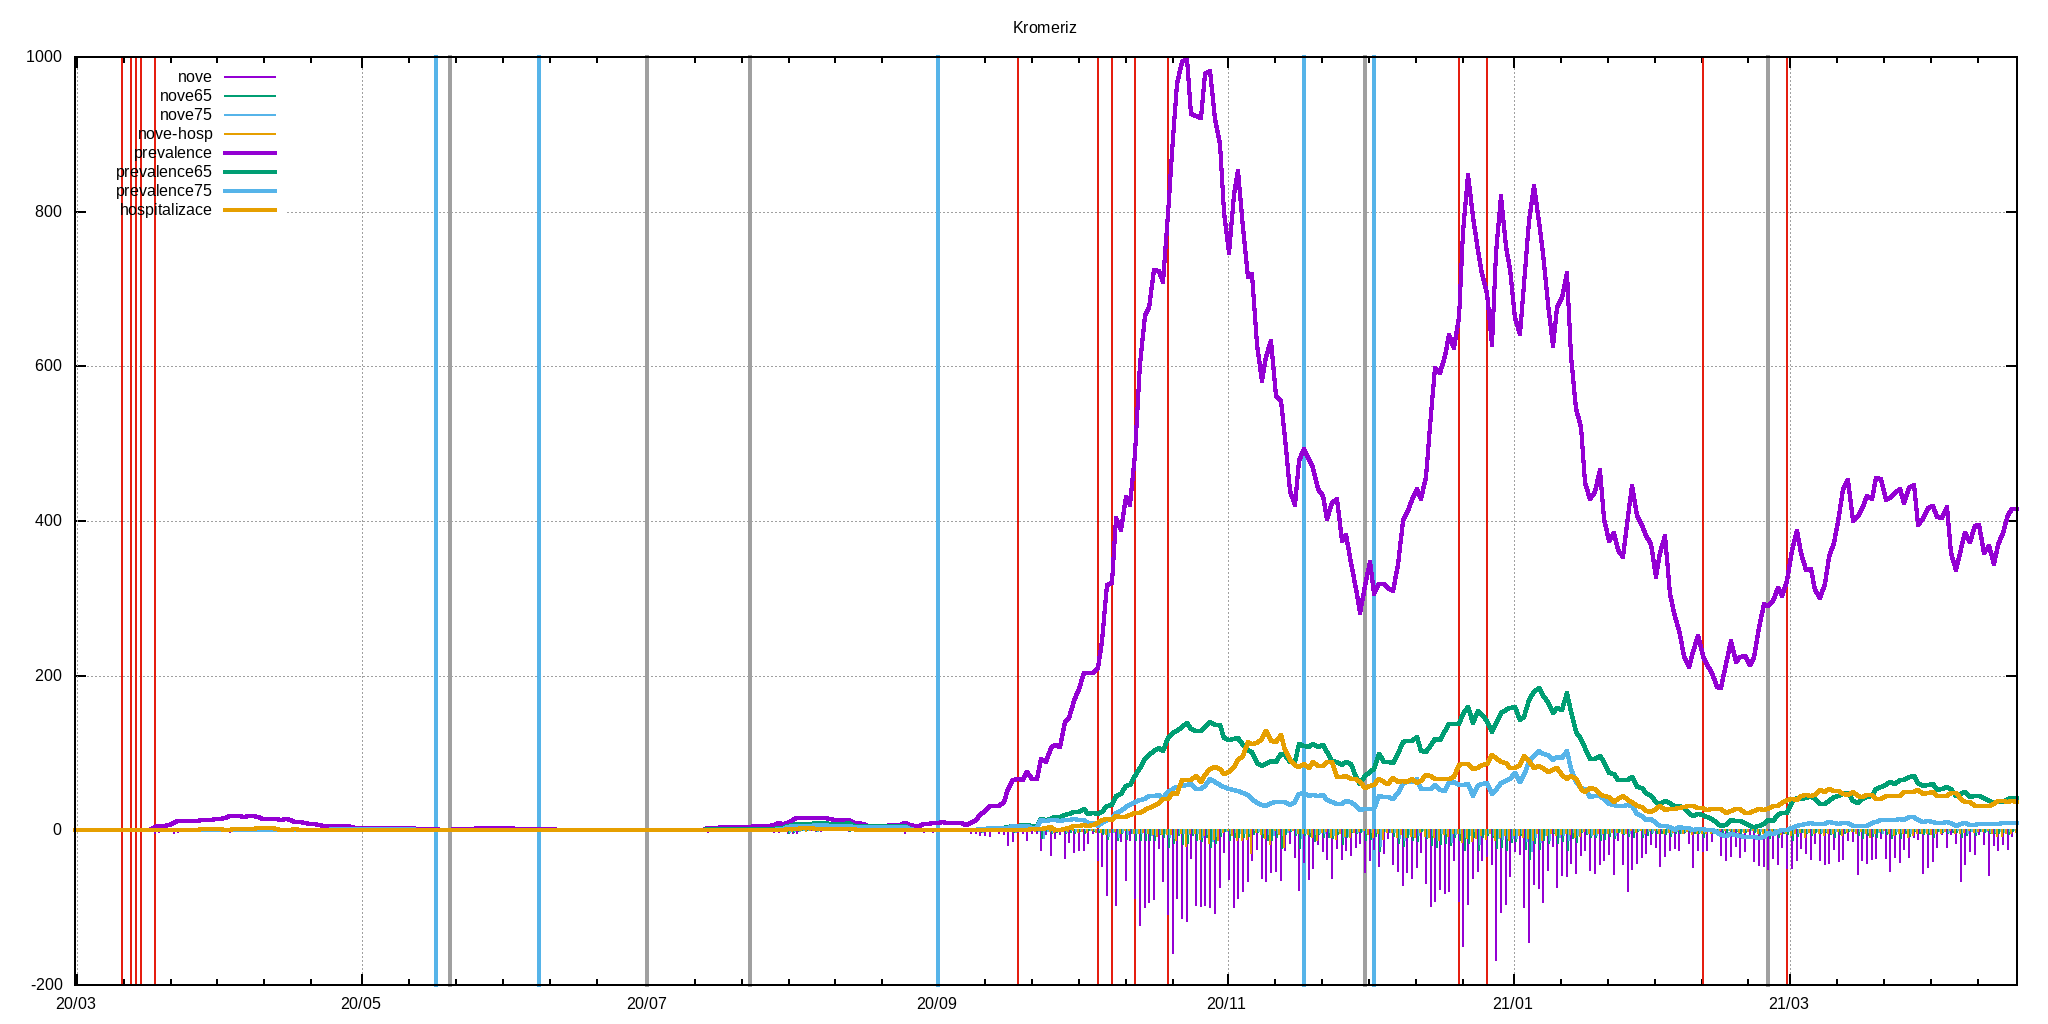 Kromeriz
1000
800
600
400
200
0
-200
nove
nove65
nove75
nove-hosp
prevalence
prevalence65
prevalence75
hospitalizace
20/03
20/05
20/07
20/09
20/11
21/01
21/03